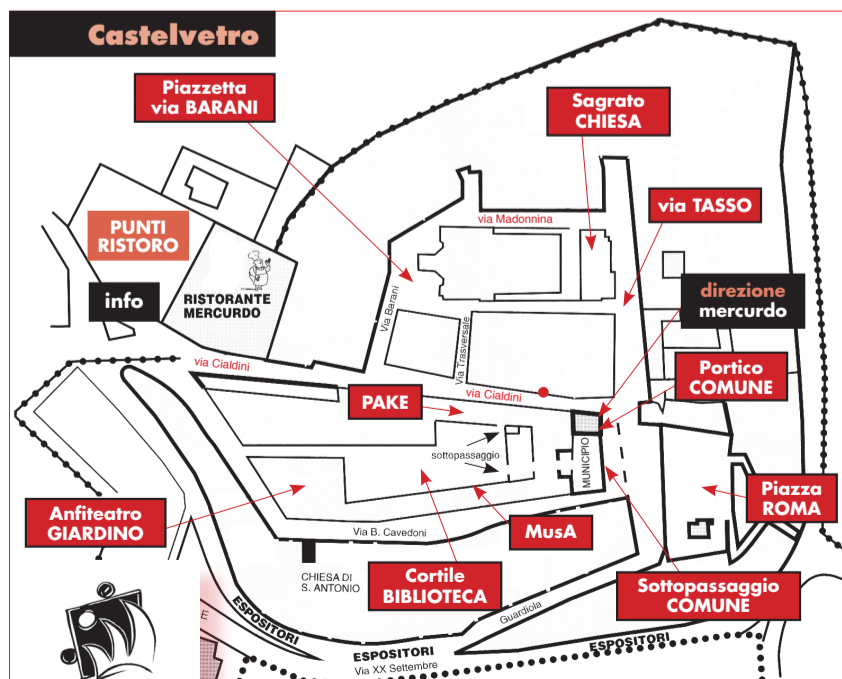 Castelvetro
Piazzetta
via BARANI
Sagrato
CHIESA
via TASSO
via Madonnina
PUNTI
RISTORO
info
RISTORANTE
MERCURDO
direzione
mercurdo
Via Barani
Via Trasversale
via Cialdini
via Cialdini
Portico
COMUNE
PAKE
sottopassaggio
MUNICIPIO
Anfiteatro
GIARDINO
Piazza
ROMA
MusA
Via B. Cavedoni
CHIESA DI
S. ANTONIO
Cortile
BIBLIOTECA
Sottopassaggio
COMUNE
Guardiola
ESPOSITORI
E
ESPOSITORI
ESPOSITORI
Via XX Settembre